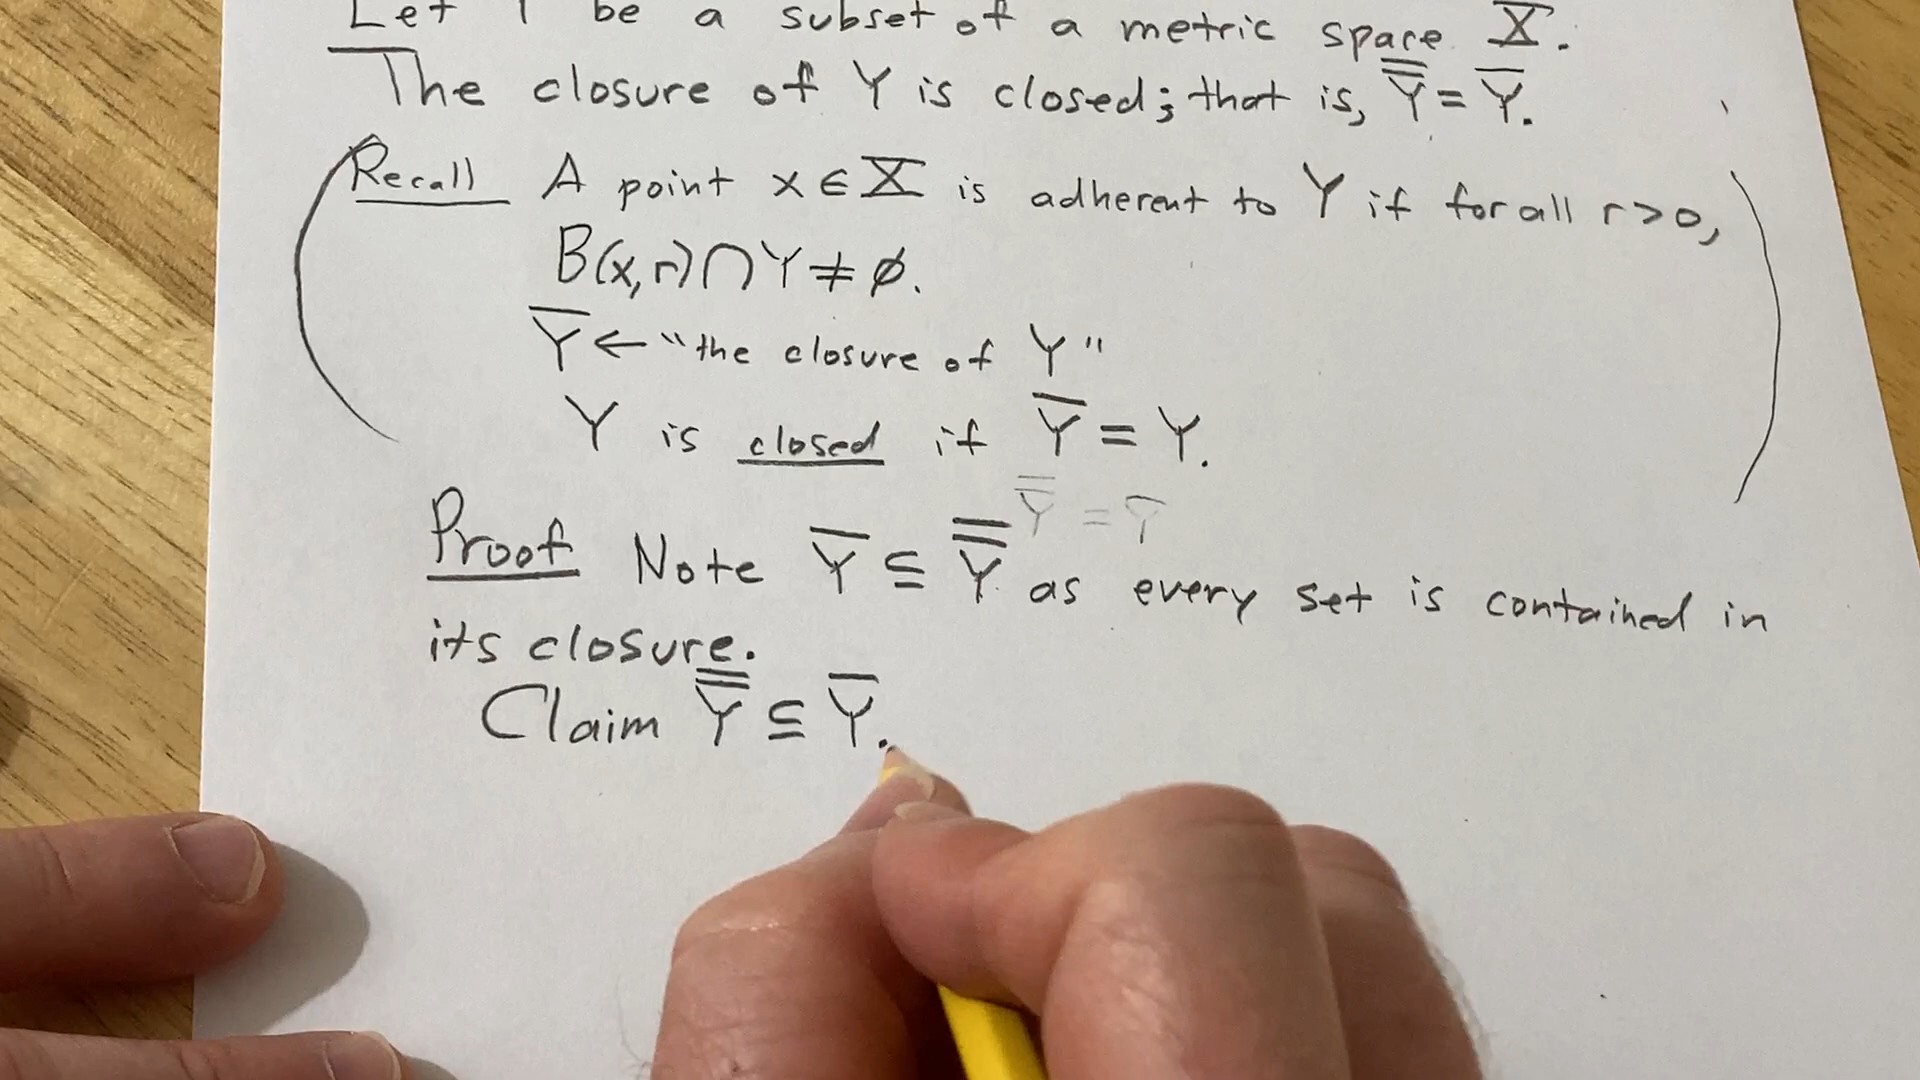 Let Y be a subset of a metric space X.
The closure of Y is closed; that is, Y̿ = Y̅.
Recall A point x ∈ X is adherent to Y if for all r>0,
B(x,r) ∩ Y ≠ ∅.
Y̅ ← "the closure of Y"
Y is closed if Y̅ = Y.
Y̿ = Y̅
Proof Note Y̅ ⊆ Y̿ as every set is contained in
its closure.
Claim Y̿ ⊆ Y̅.